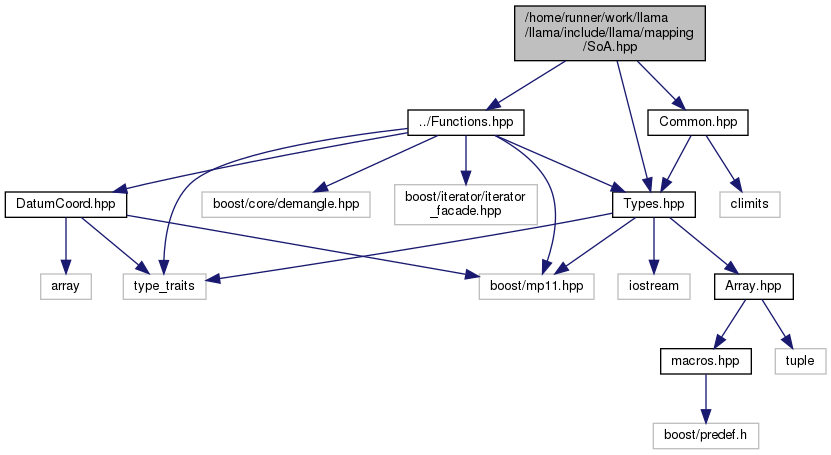 /home/runner/work/llama
/llama/include/llama/mapping
/SoA.hpp
../Functions.hpp
Common.hpp
DatumCoord.hpp
boost/core/demangle.hpp
boost/iterator/iterator
_facade.hpp
Types.hpp
climits
array
type_traits
boost/mp11.hpp
iostream
Array.hpp
macros.hpp
tuple
boost/predef.h